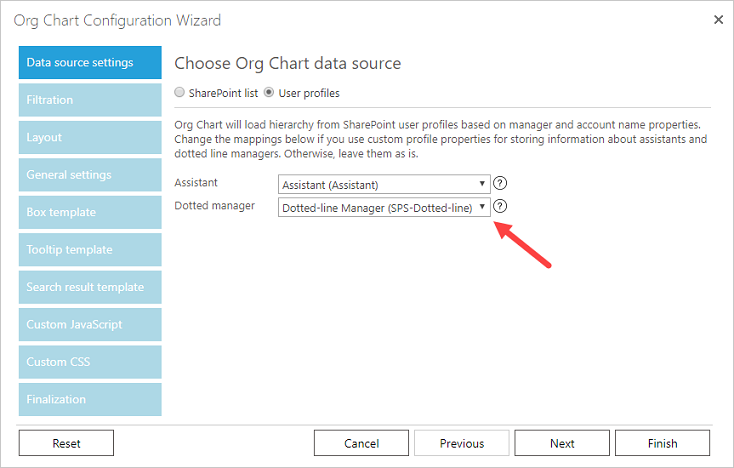 Org Chart Configuration Wizard
Data source settings
Filtration
Layout
General settings
Box template
Tooltip template
Search result template
Custom JavaScript
Custom CSS
Finalization
Choose Org Chart data source
SharePoint list User profiles
Org Chart will load hierarchy from SharePoint user profiles based on manager and account name properties.
Change the mappings below if you use custom profile properties for storing information about assistants and
dotted line managers. Otherwise, leave them as is.
Assistant Assistant (Assistant) ?
Dotted manager Dotted-line Manager (SPS-Dotted-line) ?
Reset Cancel Previous Next Finish